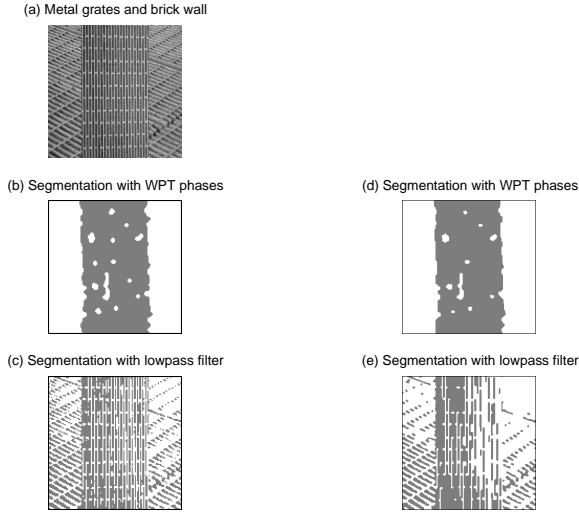 (a) Metal grates and brick wall
(b) Segmentation with WPT phases
(d) Segmentation with WPT phases
(c) Segmentation with lowpass filter
(e) Segmentation with lowpass filter